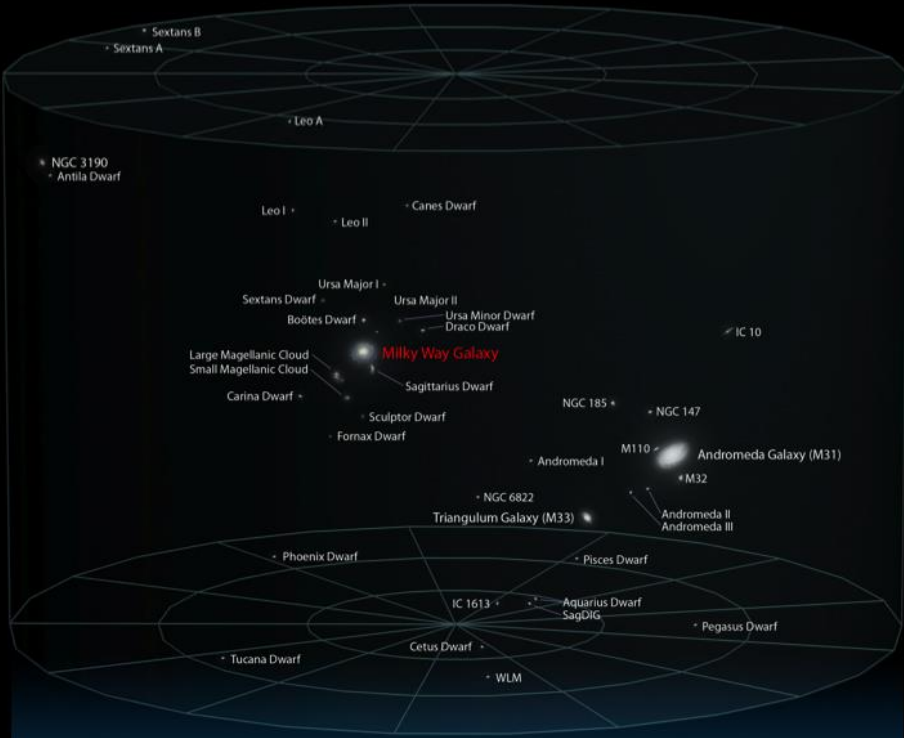 Sextans B
Sextans A
Leo A
NGC 3190
Antila Dwarf
Canes Dwarf
Leo I
Leo II
Ursa Major I
Sextans Dwarf
Ursa Major II
Ursa Minor Dwarf
Boötes Dwarf
Draco Dwarf
IC 10
Milky Way Galaxy
Large Magellanic Cloud
Small Magellanic Cloud
Sagittarius Dwarf
Carina Dwarf
NGC 185
NGC 147
Sculptor Dwarf
Fornax Dwarf
M110
Andromeda Galaxy (M31)
Andromeda I
M32
NGC 6822
Andromeda II
Triangulum Galaxy (M33)
Andromeda III
Phoenix Dwarf
Pisces Dwarf
IC 1613
Aquarius Dwarf
SagDIG
Pegasus Dwarf
Cetus Dwarf
Tucana Dwarf
WLM